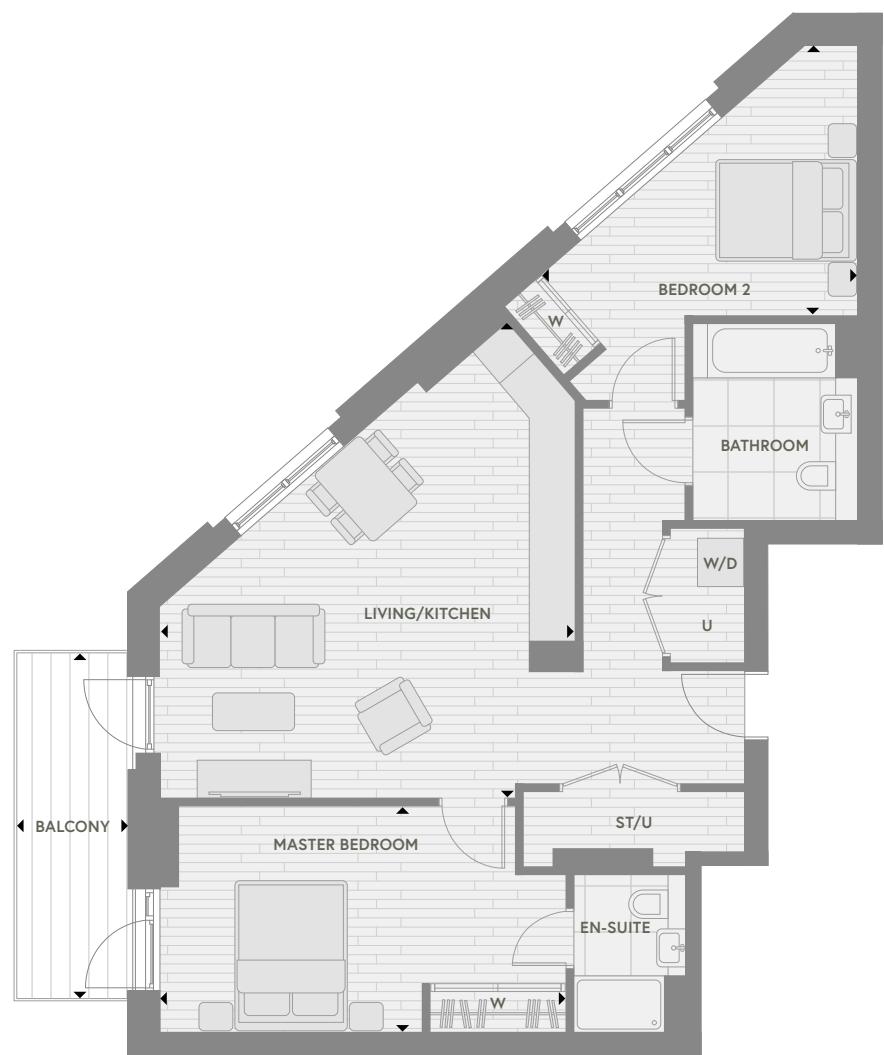 BEDROOM 2
W
BATHROOM
W/D
LIVING/KITCHEN
U
ST/U
BALCONY
MASTER BEDROOM
EN-SUITE
W